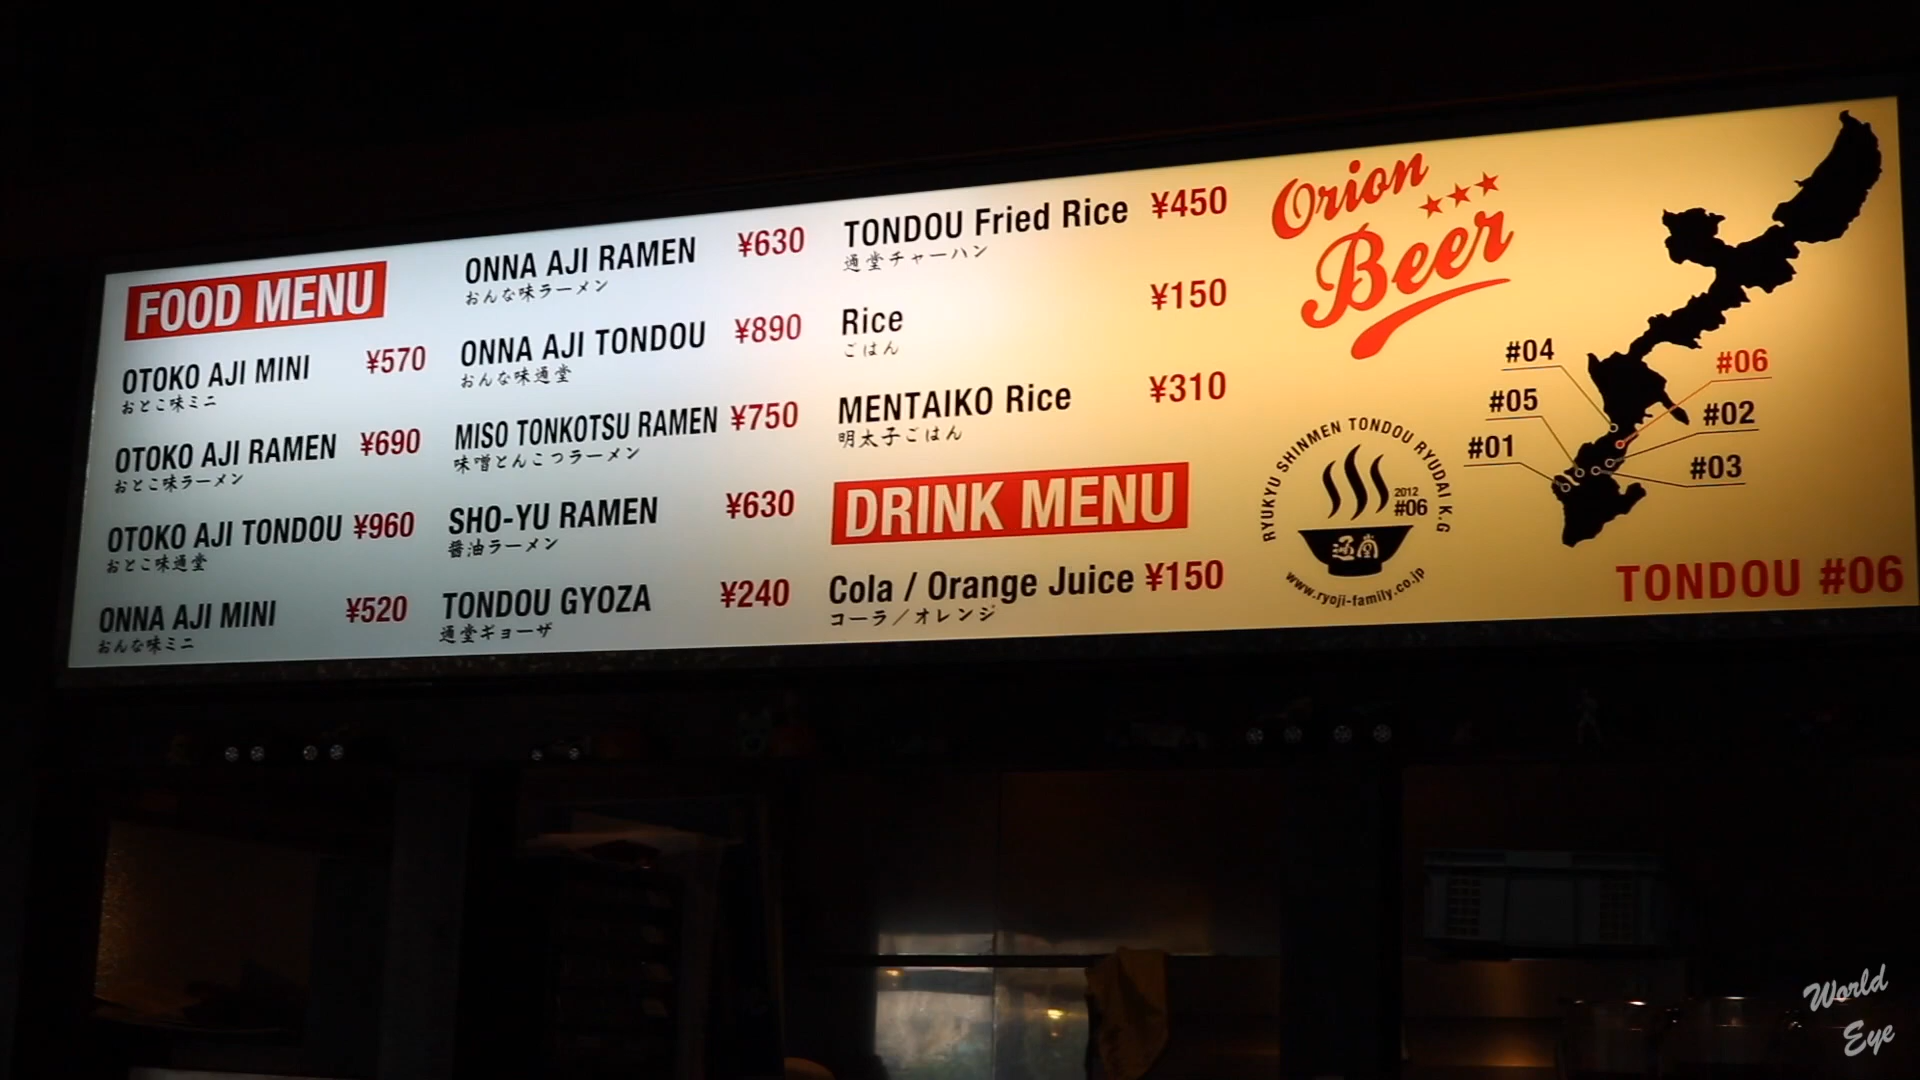 FOOD MENU
OTOKO AJI MINI ¥570
おとこ味ミニ
OTOKO AJI RAMEN ¥690
おとこ味ラーメン
OTOKO AJI TONDOU ¥960
おとこ味通堂
ONNA AJI MINI ¥520
おんな味ミニ
ONNA AJI RAMEN ¥630
おんな味ラーメン
ONNA AJI TONDOU ¥890
おんな味通堂
MISO TONKOTSU RAMEN ¥750
味噌とんこつラーメン
SHO-YU RAMEN ¥630
醤油ラーメン
TONDOU GYOZA ¥240
通堂ギョーザ
TONDOU Fried Rice ¥450
通堂チャーハン
Rice ¥150
ごはん
MENTAIKO Rice ¥310
明太子ごはん
DRINK MENU
Cola / Orange Juice ¥150
コーラ／オレンジ
Orion
Beer
RYUKYU SHINMEN TONDOU RYUDAI K.G
2012
#06
通堂
www.ryoji-family.co.jp
#04
#06
#05
#02
#01
#03
TONDOU #06
World
Eye